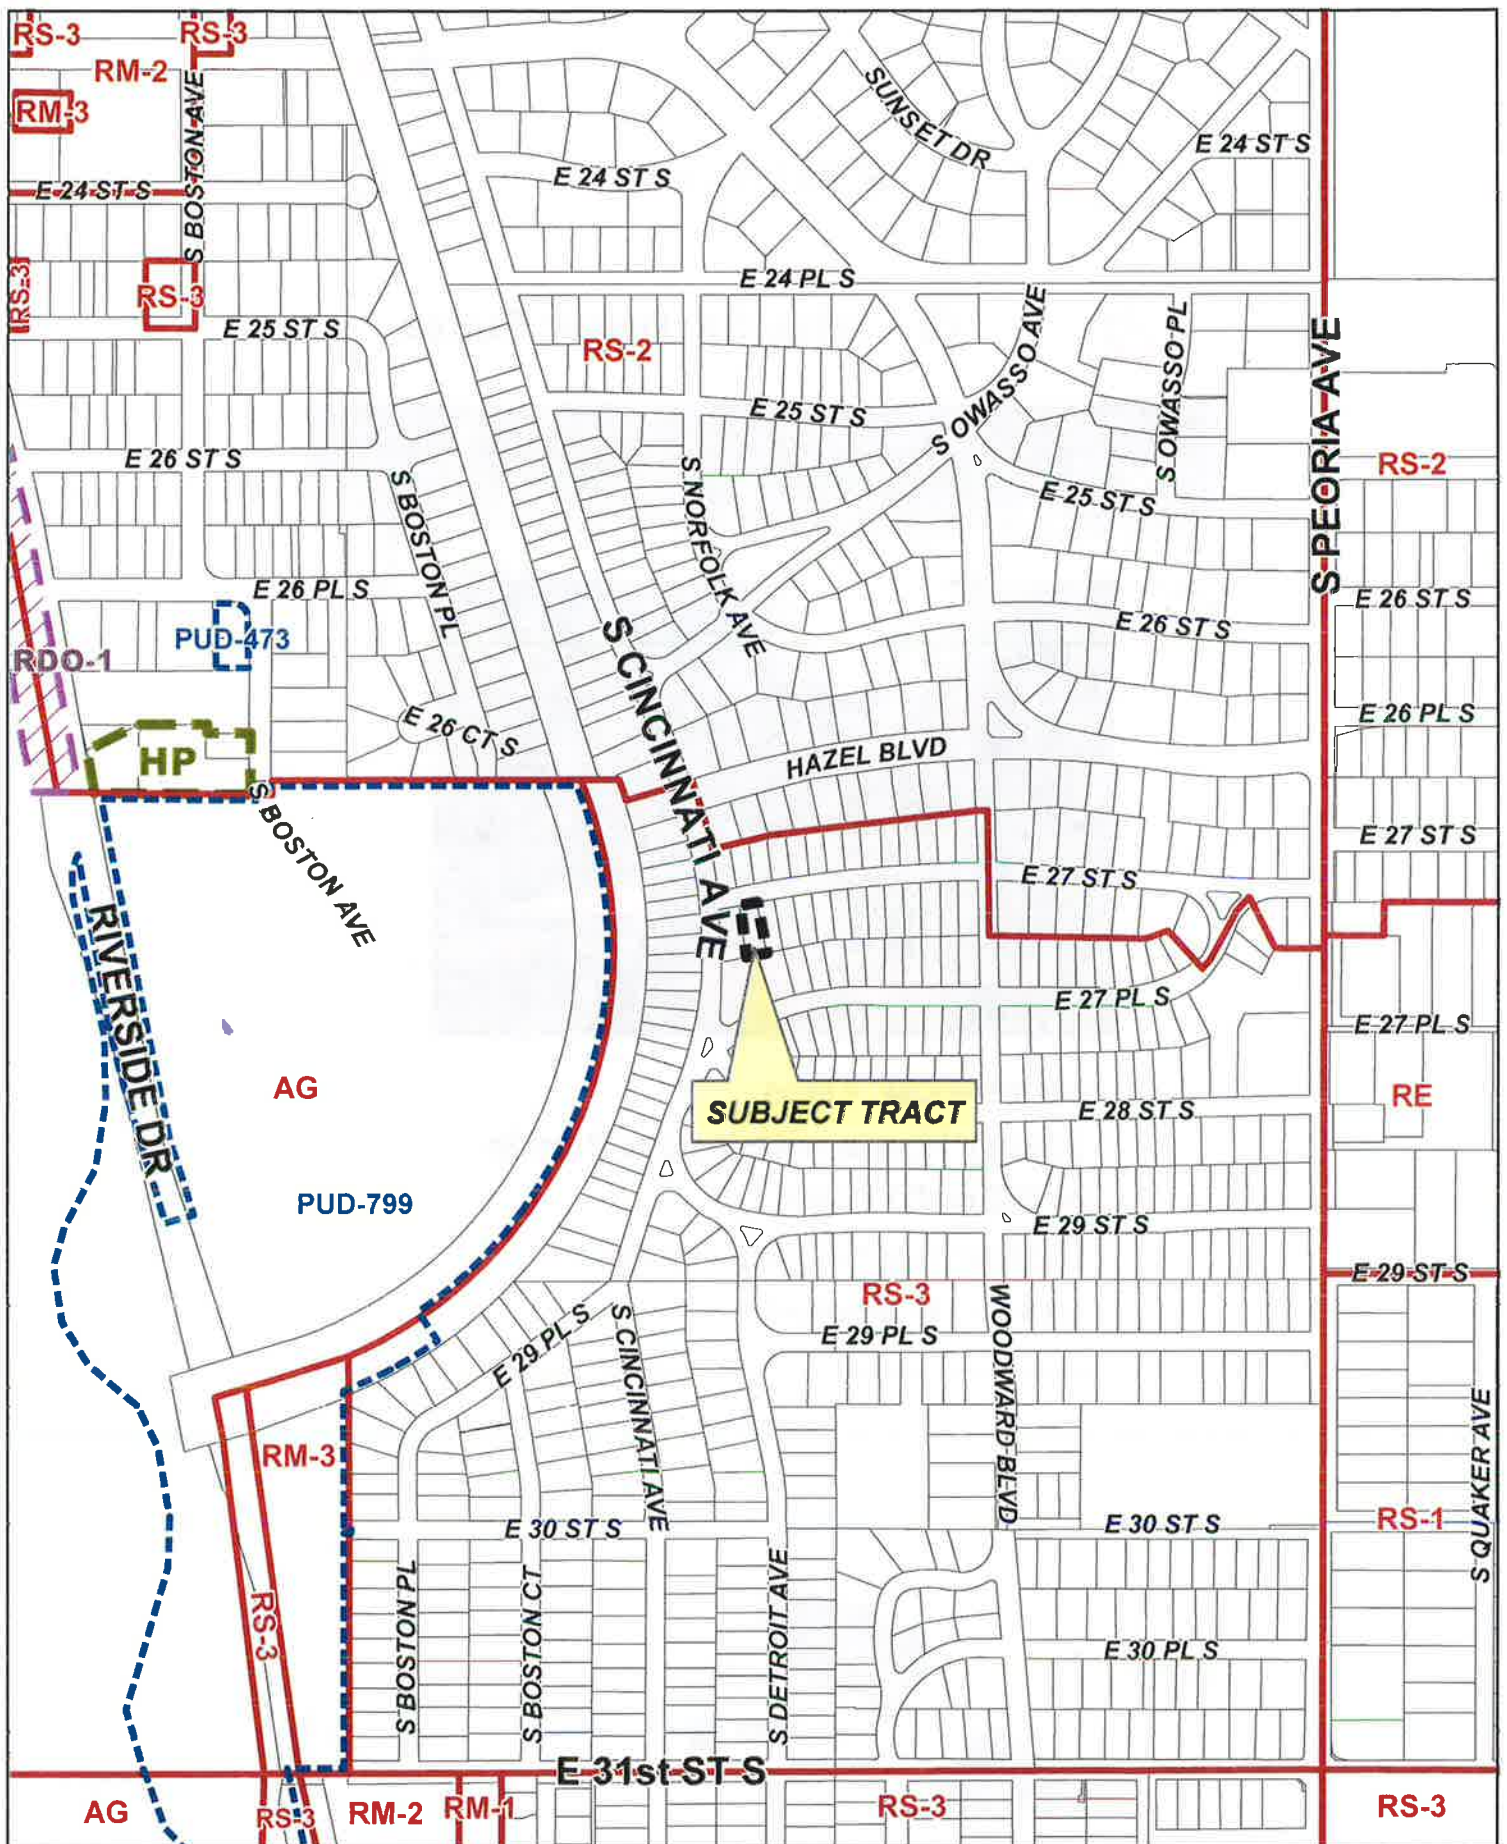 RS-3
RS-3
RM-2
RM-3
S BOSTON AVE
SUNSET DR
E 24 ST S
E 24 ST S
E 24 ST S
E 24 PL S
RS-3
RS-3
E 25 ST S
RS-2
S OWASSO AVE
S OWASSO PL
S PEORIA AVE
E 25 ST S
E 26 ST S
S BOSTON PL
S NORFOLK AVE
E 25 ST S
RS-2
E 26 PL S
E 26 ST S
E 26 ST S
PUD-473
RDO-1
S CINCINNATI AVE
HP
E 26 CT S
HAZEL BLVD
E 26 PL S
S BOSTON AVE
E 27 ST S
E 27 ST S
RIVERSIDE DR
E 27 PL S
E 27 PL S
AG
SUBJECT TRACT
E 28 ST S
RE
PUD-799
E 29 ST S
E 29 ST S
RS-3
E 29 PL S
E 29 PL S
S CINCINNATI AVE
WOODWARD BLVD
S QUAKER AVE
RM-3
E 30 ST S
E 30 ST S
RS-1
RS-3
S BOSTON PL
S BOSTON CT
S DETROIT AVE
E 30 PL S
E 31st ST S
AG
RS-3
RM-2
RM-1
RS-3
RS-3